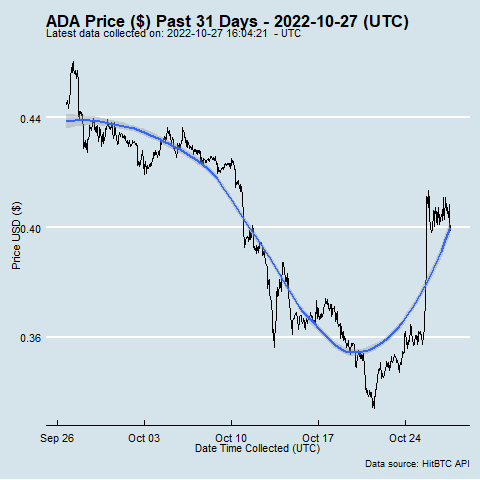 ADA Price ($) Past 31 Days - 2022-10-27 (UTC)
Latest data collected on: 2022-10-27 16:04:21 - UTC
Price USD ($)
0.44
0.40
0.36
Sep 26
Oct 03
Oct 10
Oct 17
Oct 24
Date Time Collected (UTC)
Data source: HitBTC API